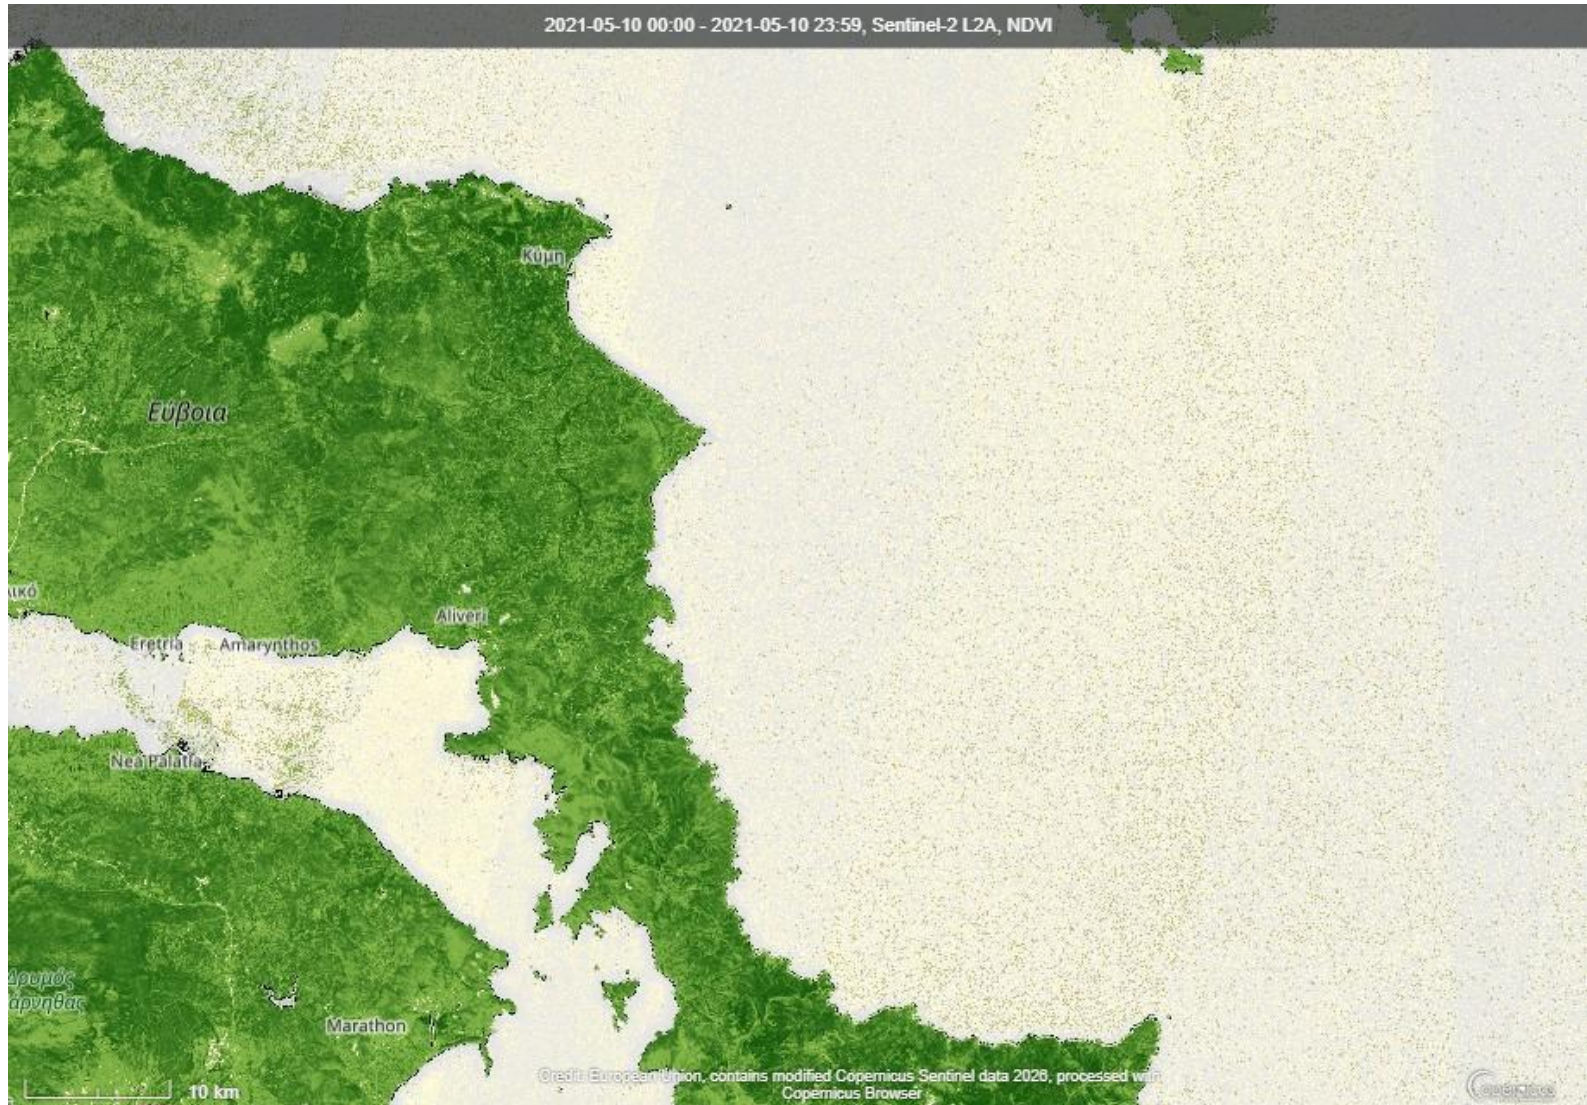 2021-05-10 00:00 - 2021-05-10 23:59, Sentinel-2 L2A, NDVI
Κύμη
Εύβοια
Aliveri
Eretria
Amarynthos
Nea Palatia
Marathon
10 km
Credit: European Union, contains modified Copernicus Sentinel data 2026, processed with
Copernicus Browser